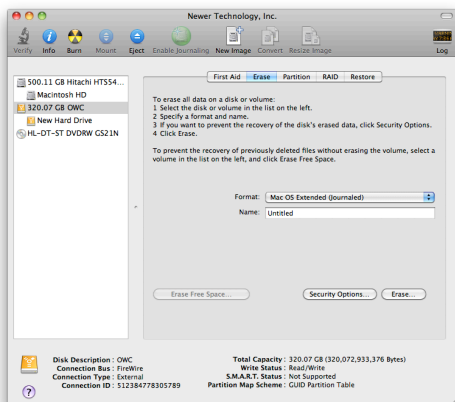 Newer Technology, Inc.
Verify Info Burn Mount Eject Enable Journaling New Image Convert Resize Image Log
500.11 GB Hitachi HTS54...
Macintosh HD
320.07 GB OWC
New Hard Drive
HL-DT-ST DVDRW GS21N
First Aid Erase Partition RAID Restore
To erase all data on a disk or volume:
1 Select the disk or volume in the list on the left.
2 Specify a format and name.
3 If you want to prevent the recovery of the disk's erased data, click Security Options.
4 Click Erase.
To prevent the recovery of previously deleted files without erasing the volume, select a
volume in the list on the left, and click Erase Free Space.
Format: Mac OS Extended (Journaled)
Name: Untitled
Erase Free Space... Security Options... Erase...
Disk Description : OWC Total Capacity : 320.07 GB (320,072,933,376 Bytes)
Connection Bus : FireWire Write Status : Read/Write
Connection Type : External S.M.A.R.T. Status : Not Supported
Connection ID : 512384778305789 Partition Map Scheme : GUID Partition Table
?